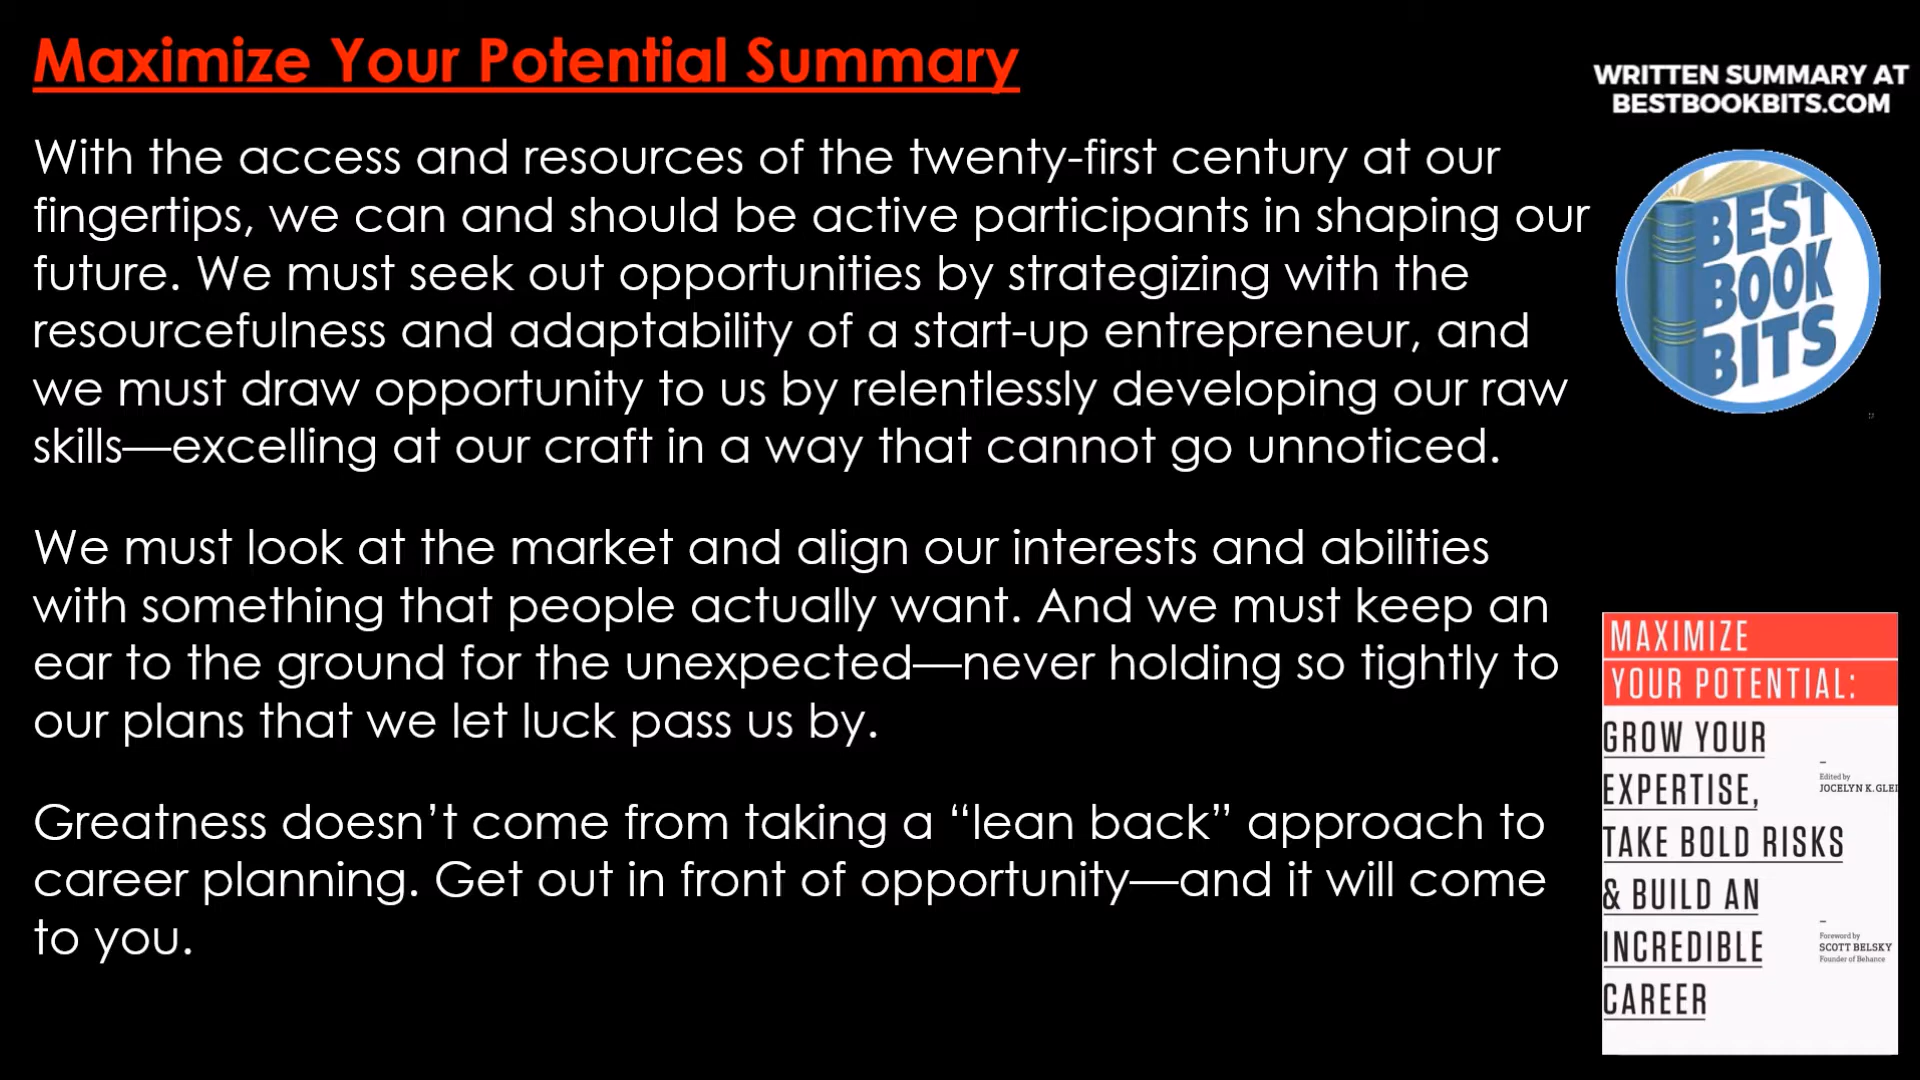 Maximize Your Potential Summary
WRITTEN SUMMARY AT
BESTBOOKBITS.COM
With the access and resources of the twenty-first century at our
fingertips, we can and should be active participants in shaping our
future. We must seek out opportunities by strategizing with the
resourcefulness and adaptability of a start-up entrepreneur, and
we must draw opportunity to us by relentlessly developing our raw
skills—excelling at our craft in a way that cannot go unnoticed.
We must look at the market and align our interests and abilities
with something that people actually want. And we must keep an
ear to the ground for the unexpected—never holding so tightly to
our plans that we let luck pass us by.
Greatness doesn’t come from taking a “lean back” approach to
career planning. Get out in front of opportunity—and it will come
to you.
BEST
BOOK
BITS
MAXIMIZE
YOUR POTENTIAL:
GROW YOUR
EXPERTISE,
TAKE BOLD RISKS
& BUILD AN
INCREDIBLE
CAREER
Edited by
JOCELYN K. GLEI
Foreword by
SCOTT BELSKY
Founder of Behance